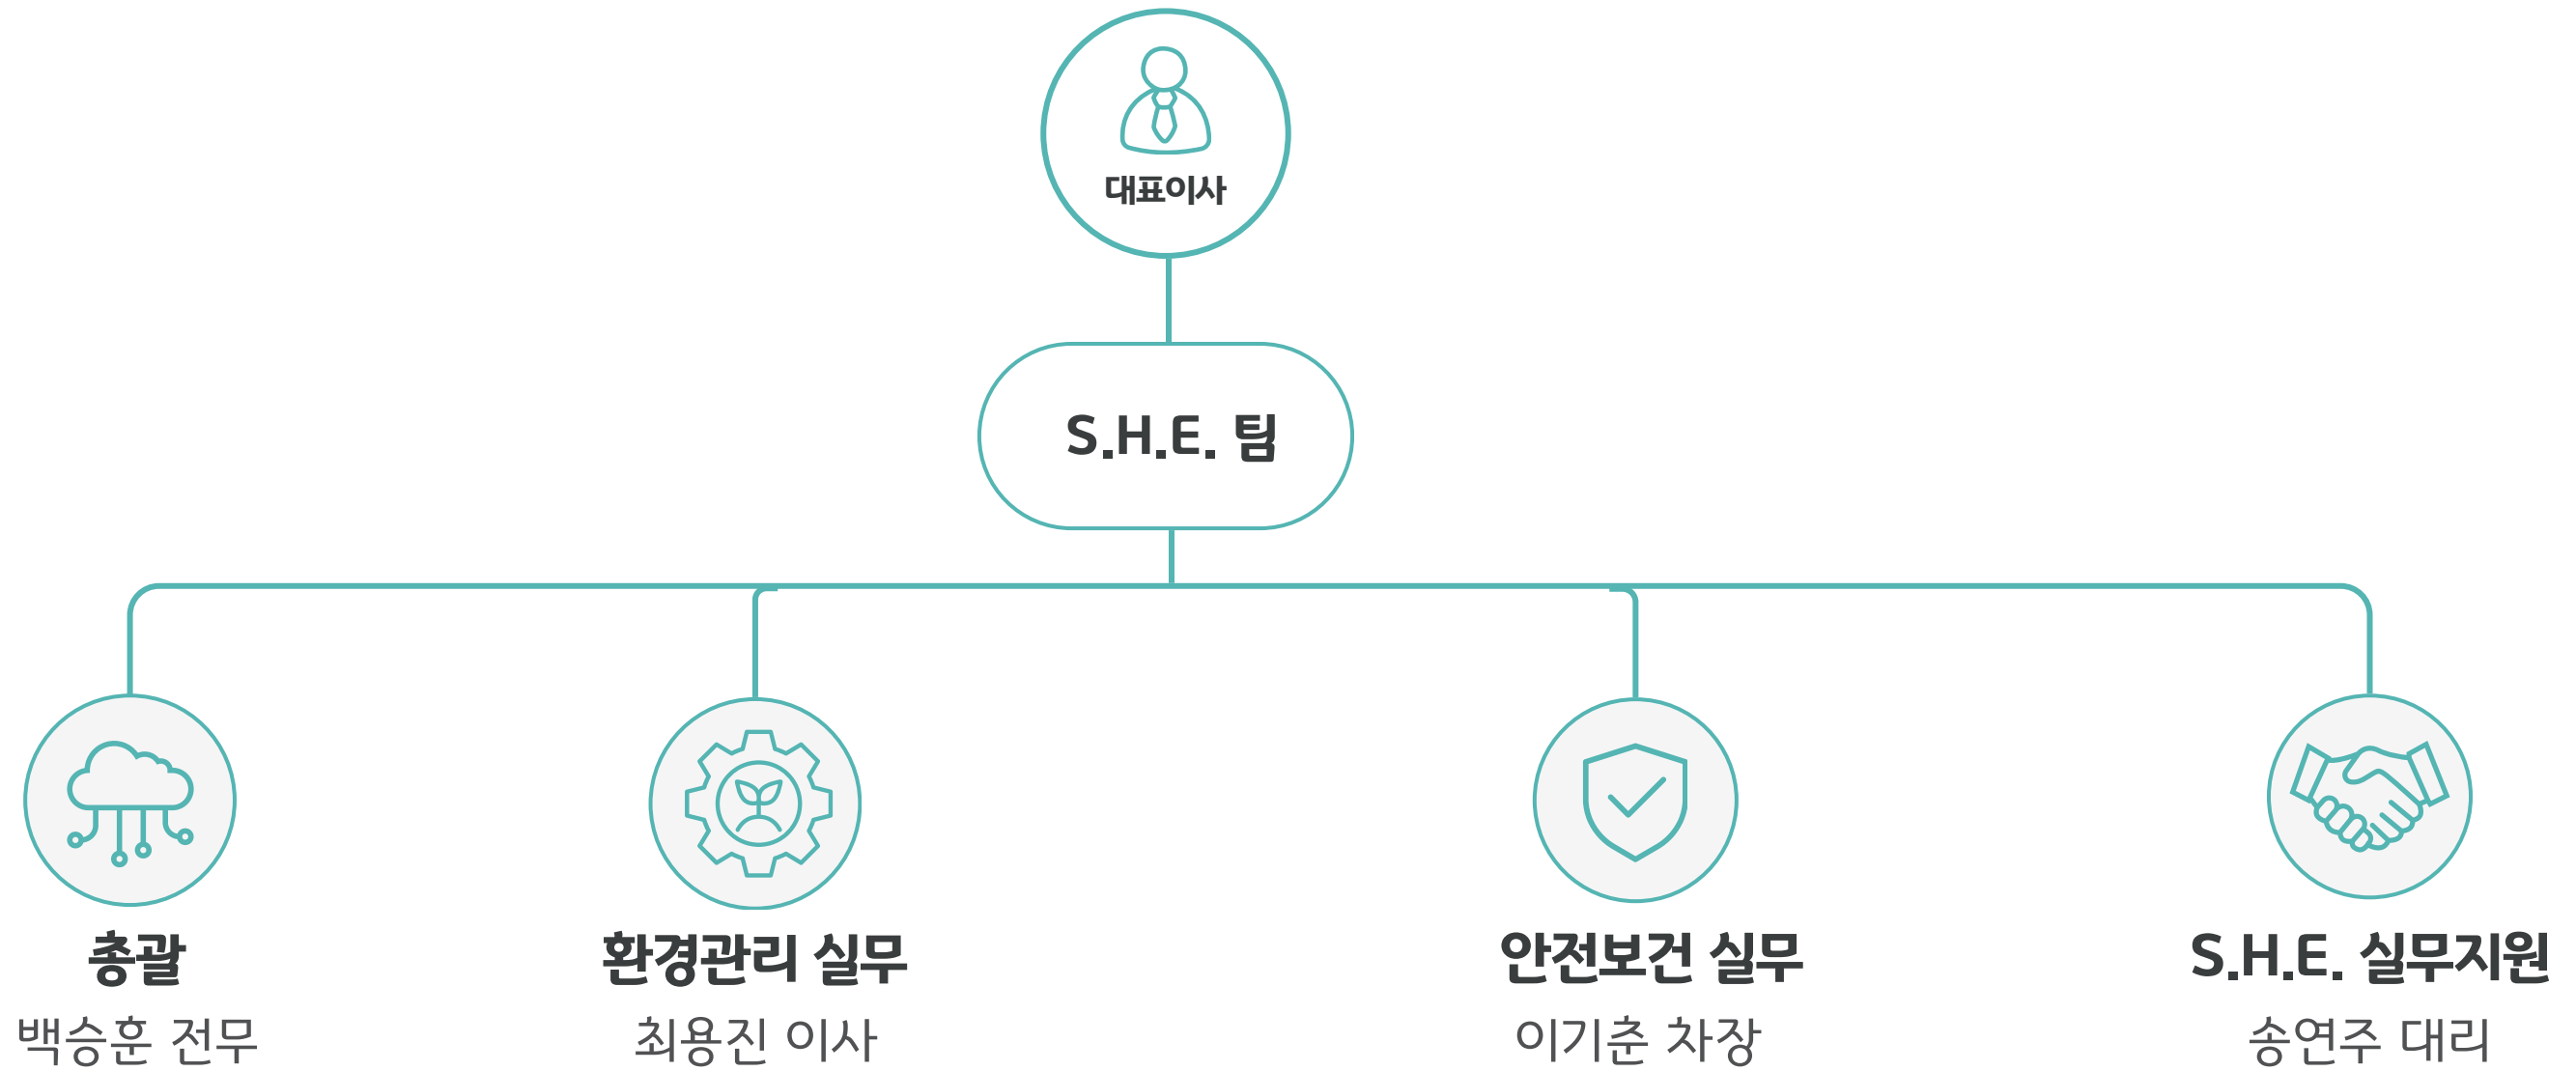 대표이사
S.H.E. 팀
총괄
백승훈 전무
환경관리 실무
최용진 이사
안전보건 실무
이기춘 차장
S.H.E. 실무지원
송연주 대리